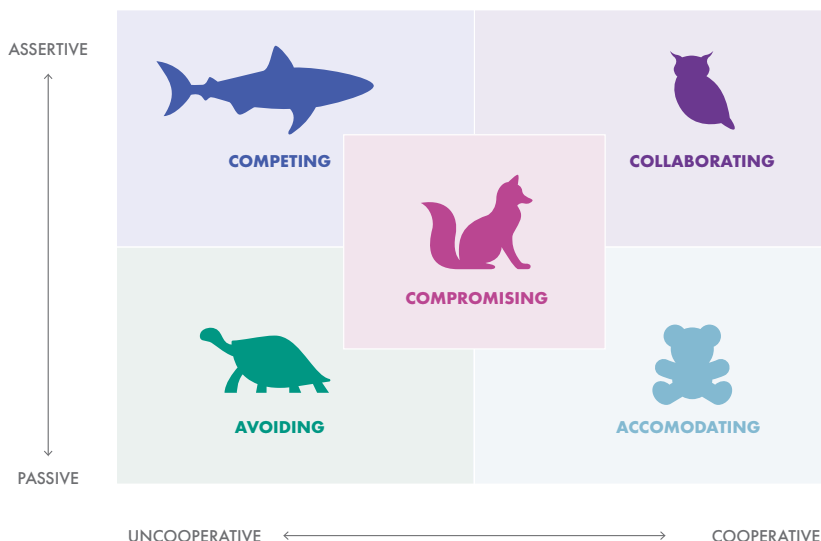 ASSERTIVE
COMPETING
COLLABORATING
COMPROMISING
AVOIDING
ACCOMODATING
PASSIVE
UNCOOPERATIVE
COOPERATIVE